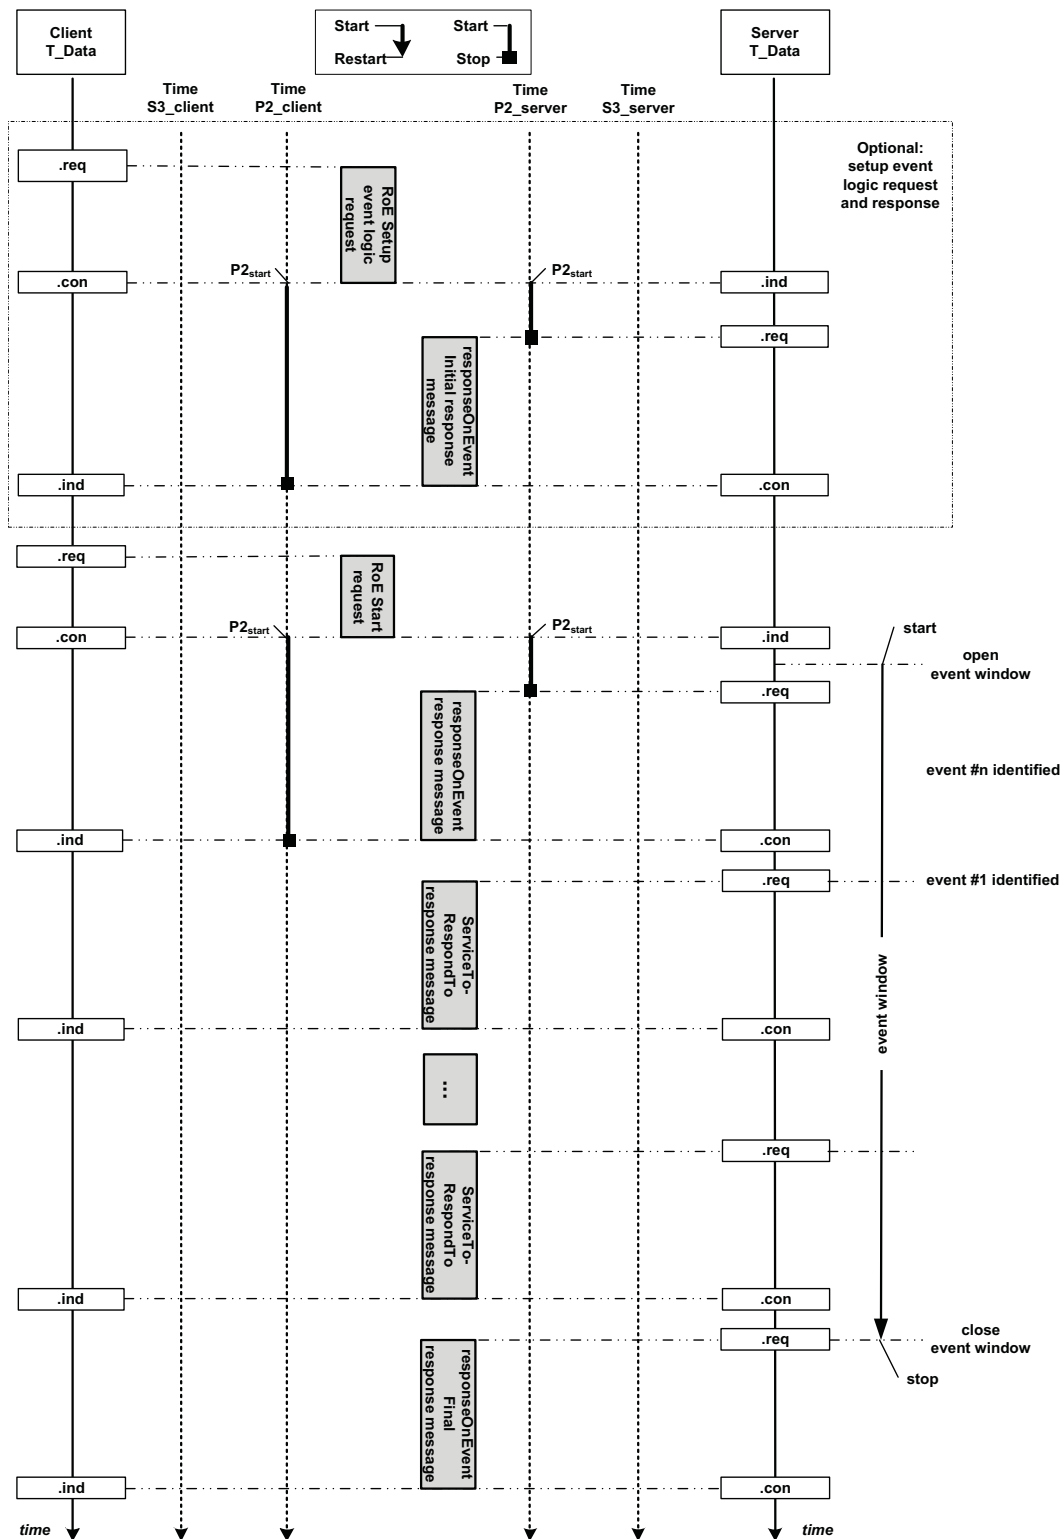 Client
T_Data
Start
Restart
Start
Stop
Server
T_Data
Time
S3_client
Time
P2_client
Time
P2_server
Time
S3_server
Optional:
setup event
logic request
and response
.req
RoE Setup
event logic
request
.con
P2start
P2start
.ind
.req
responseOnEvent
Initial response
message
.ind
.con
.req
RoE Start
request
.con
P2start
P2start
.ind
start
open
event window
.req
responseOnEvent
response message
event #n identified
.ind
.con
.req
event #1 identified
ServiceTo-
RespondTo
response message
event window
.ind
.con
...
.req
ServiceTo-
RespondTo
response message
.ind
.con
.req
close
event window
stop
responseOnEvent
Final
response message
.ind
.con
time
time